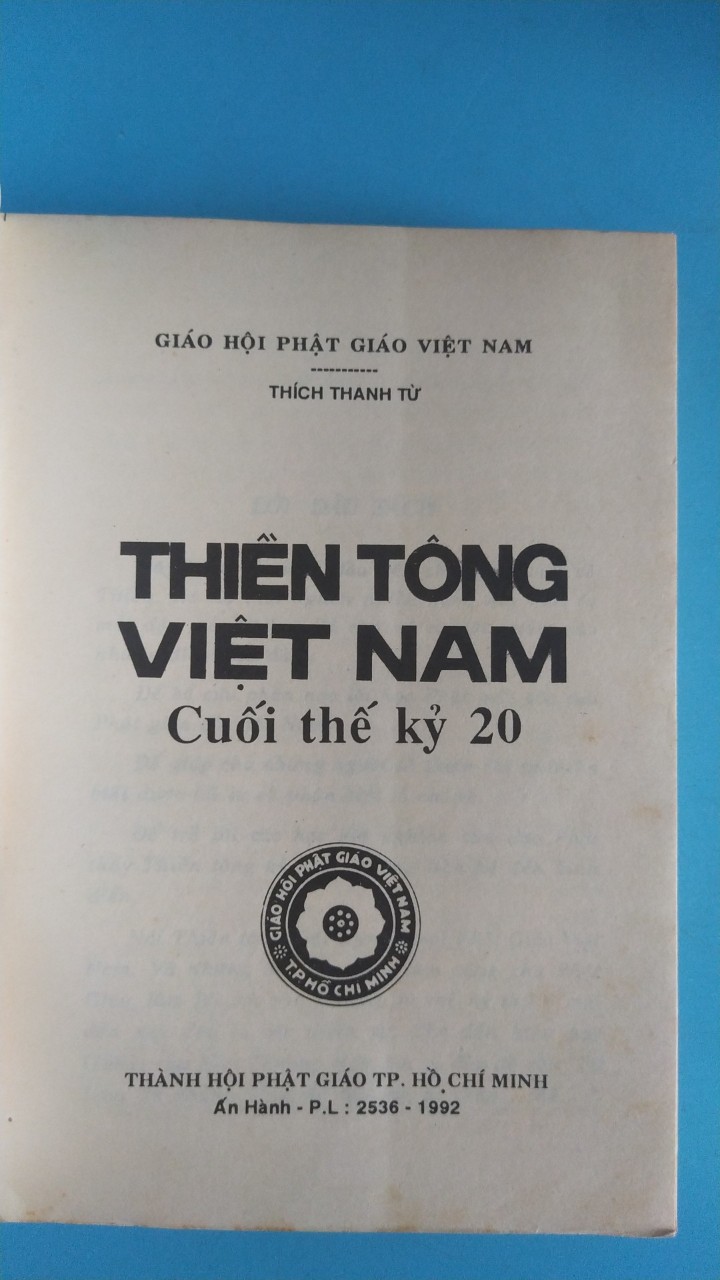 GIÁO HỘI PHẬT GIÁO VIỆT NAM
-----------
THÍCH THANH TỪ
THIỀN TÔNG
VIỆT NAM
Cuối thế kỷ 20
GIÁO HỘI PHẬT GIÁO VIỆT NAM
T.P. HỒ CHÍ MINH
THÀNH HỘI PHẬT GIÁO TP. HỒ CHÍ MINH
Ấn Hành - P.L : 2536 - 1992